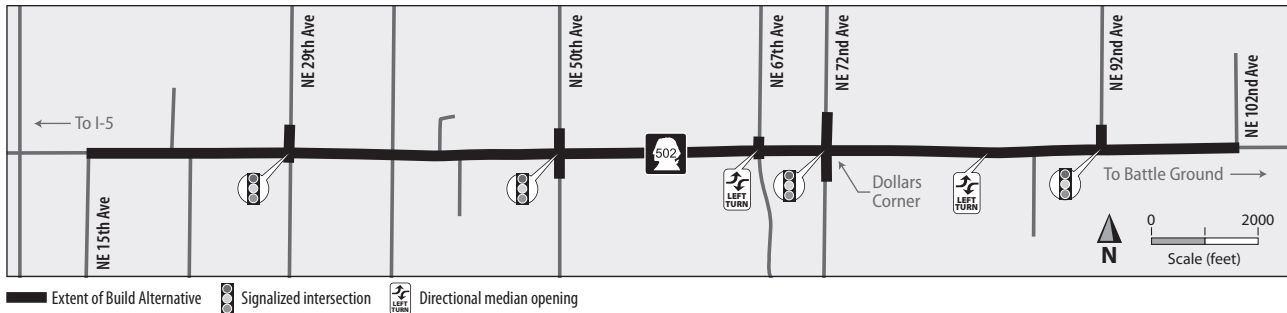 NE 29th Ave
NE 50th Ave
NE 67th Ave
NE 72nd Ave
NE 92nd Ave
NE 102nd Ave
To I-5
502
LEFT
TURN
LEFT
TURN
Dollars
Corner
To Battle Ground
NE 15th Ave
N
0
2000
Scale (feet)
Extent of Build Alternative
Signalized intersection
LEFT
TURN
Directional median opening